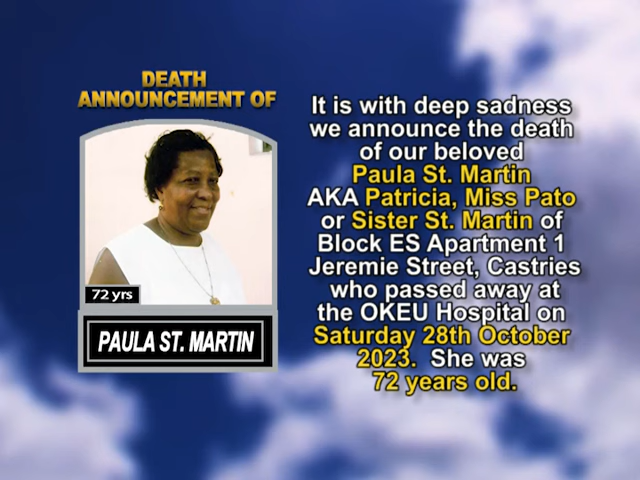 DEATH
ANNOUNCEMENT OF
72 yrs
PAULA ST. MARTIN
It is with deep sadness
we announce the death
of our beloved
Paula St. Martin
AKA Patricia, Miss Pato
or Sister St. Martin of
Block ES Apartment 1
Jeremie Street, Castries
who passed away at
the OKEU Hospital on
Saturday 28th October
2023. She was
72 years old.